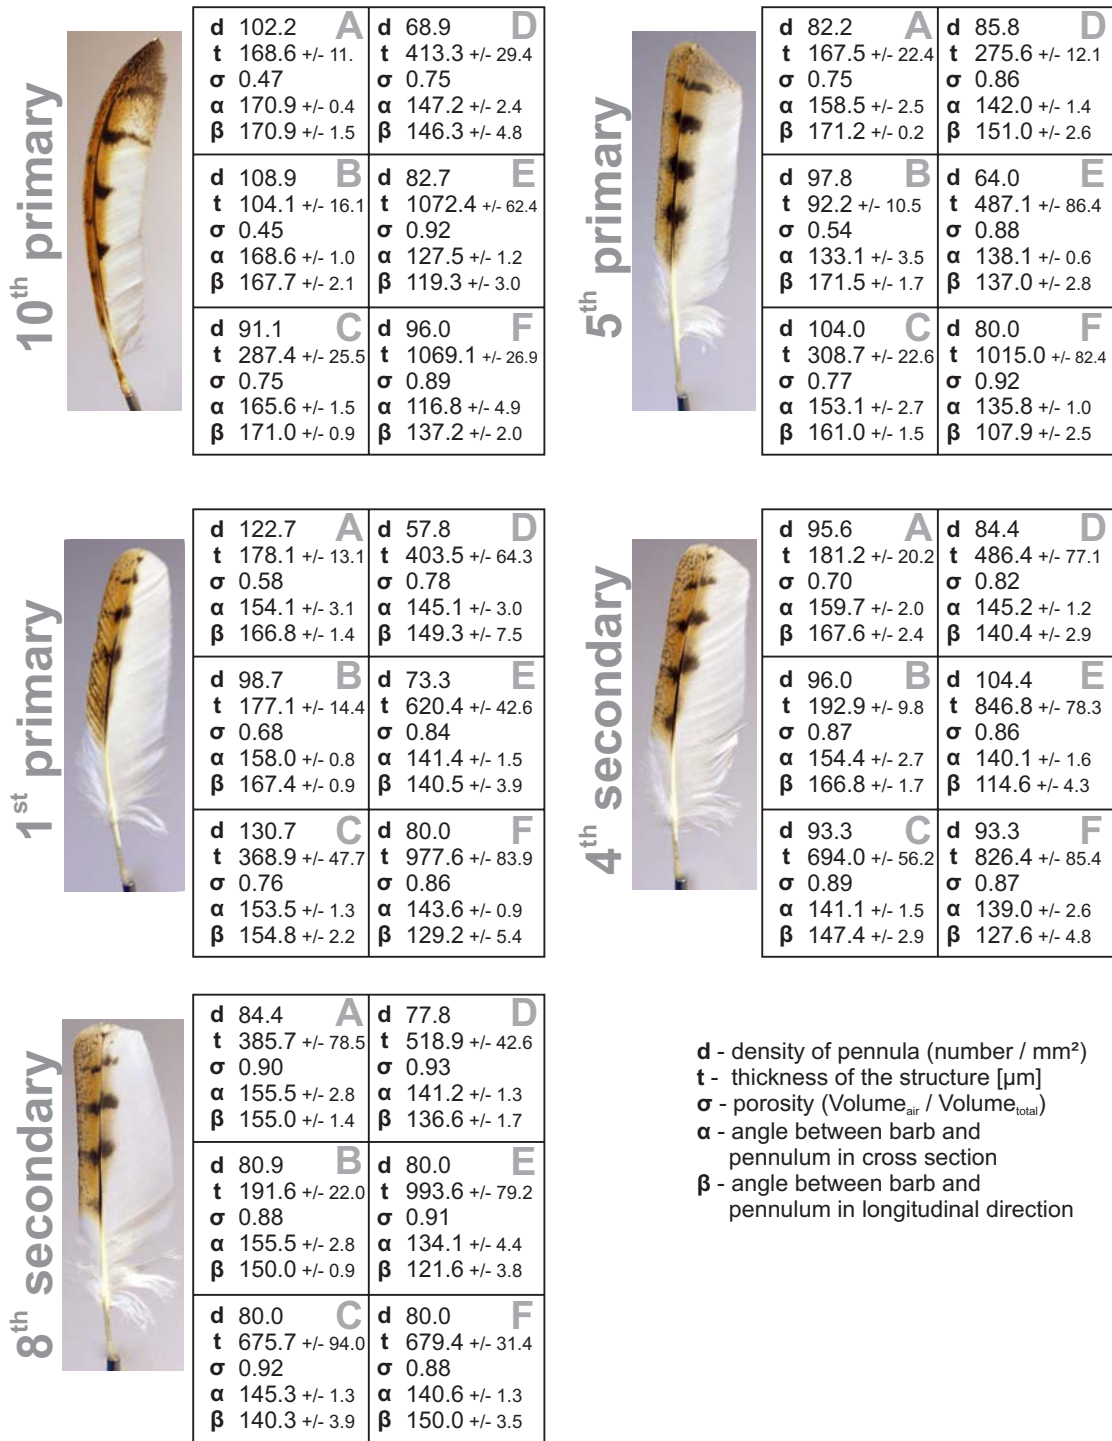 10th primary
A
d 102.2
t 168.6 +/- 11.
σ 0.47
α 170.9 +/- 0.4
β 170.9 +/- 1.5
D
d 68.9
t 413.3 +/- 29.4
σ 0.75
α 147.2 +/- 2.4
β 146.3 +/- 4.8
B
d 108.9
t 104.1 +/- 16.1
σ 0.45
α 168.6 +/- 1.0
β 167.7 +/- 2.1
E
d 82.7
t 1072.4 +/- 62.4
σ 0.92
α 127.5 +/- 1.2
β 119.3 +/- 3.0
C
d 91.1
t 287.4 +/- 25.5
σ 0.75
α 165.6 +/- 1.5
β 171.0 +/- 0.9
F
d 96.0
t 1069.1 +/- 26.9
σ 0.89
α 116.8 +/- 4.9
β 137.2 +/- 2.0
5th primary
A
d 82.2
t 167.5 +/- 22.4
σ 0.75
α 158.5 +/- 2.5
β 171.2 +/- 0.2
D
d 85.8
t 275.6 +/- 12.1
σ 0.86
α 142.0 +/- 1.4
β 151.0 +/- 2.6
B
d 97.8
t 92.2 +/- 10.5
σ 0.54
α 133.1 +/- 3.5
β 171.5 +/- 1.7
E
d 64.0
t 487.1 +/- 86.4
σ 0.88
α 138.1 +/- 0.6
β 137.0 +/- 2.8
C
d 104.0
t 308.7 +/- 22.6
σ 0.77
α 153.1 +/- 2.7
β 161.0 +/- 1.5
F
d 80.0
t 1015.0 +/- 82.4
σ 0.92
α 135.8 +/- 1.0
β 107.9 +/- 2.5
1st primary
A
d 122.7
t 178.1 +/- 13.1
σ 0.58
α 154.1 +/- 3.1
β 166.8 +/- 1.4
D
d 57.8
t 403.5 +/- 64.3
σ 0.78
α 145.1 +/- 3.0
β 149.3 +/- 7.5
B
d 98.7
t 177.1 +/- 14.4
σ 0.68
α 158.0 +/- 0.8
β 167.4 +/- 0.9
E
d 73.3
t 620.4 +/- 42.6
σ 0.84
α 141.4 +/- 1.5
β 140.5 +/- 3.9
C
d 130.7
t 368.9 +/- 47.7
σ 0.76
α 153.5 +/- 1.3
β 154.8 +/- 2.2
F
d 80.0
t 977.6 +/- 83.9
σ 0.86
α 143.6 +/- 0.9
β 129.2 +/- 5.4
4th secondary
A
d 95.6
t 181.2 +/- 20.2
σ 0.70
α 159.7 +/- 2.0
β 167.6 +/- 2.4
D
d 84.4
t 486.4 +/- 77.1
σ 0.82
α 145.2 +/- 1.2
β 140.4 +/- 2.9
B
d 96.0
t 192.9 +/- 9.8
σ 0.87
α 154.4 +/- 2.7
β 166.8 +/- 1.7
E
d 104.4
t 846.8 +/- 78.3
σ 0.86
α 140.1 +/- 1.6
β 114.6 +/- 4.3
C
d 93.3
t 694.0 +/- 56.2
σ 0.89
α 141.1 +/- 1.5
β 147.4 +/- 2.9
F
d 93.3
t 826.4 +/- 85.4
σ 0.87
α 139.0 +/- 2.6
β 127.6 +/- 4.8
8th secondary
A
d 84.4
t 385.7 +/- 78.5
σ 0.90
α 155.5 +/- 2.8
β 155.0 +/- 1.4
D
d 77.8
t 518.9 +/- 42.6
σ 0.93
α 141.2 +/- 1.3
β 136.6 +/- 1.7
B
d 80.9
t 191.6 +/- 22.0
σ 0.88
α 155.5 +/- 2.8
β 150.0 +/- 0.9
E
d 80.0
t 993.6 +/- 79.2
σ 0.91
α 134.1 +/- 4.4
β 121.6 +/- 3.8
C
d 80.0
t 675.7 +/- 94.0
σ 0.92
α 145.3 +/- 1.3
β 140.3 +/- 3.9
F
d 80.0
t 679.4 +/- 31.4
σ 0.88
α 140.6 +/- 1.3
β 150.0 +/- 3.5
d - density of pennula (number / mm²)
t - thickness of the structure [µm]
σ - porosity (Volumeair / Volumetotal)
α - angle between barb and
pennulum in cross section
β - angle between barb and
pennulum in longitudinal direction